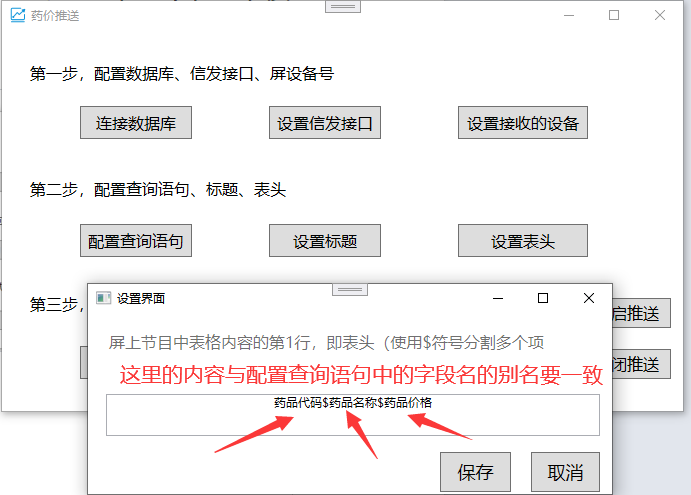 药价推送
第一步，配置数据库、信发接口、屏设备号
连接数据库
设置信发接口
设置接收的设备
第二步，配置查询语句、标题、表头
配置查询语句
设置标题
设置表头
第三步，
启推送
闭推送
设置界面
屏上节目中表格内容的第1行，即表头（使用$符号分割多个项
这里的内容与配置查询语句中的字段名的别名要一致
药品代码$药品名称$药品价格
保存
取消